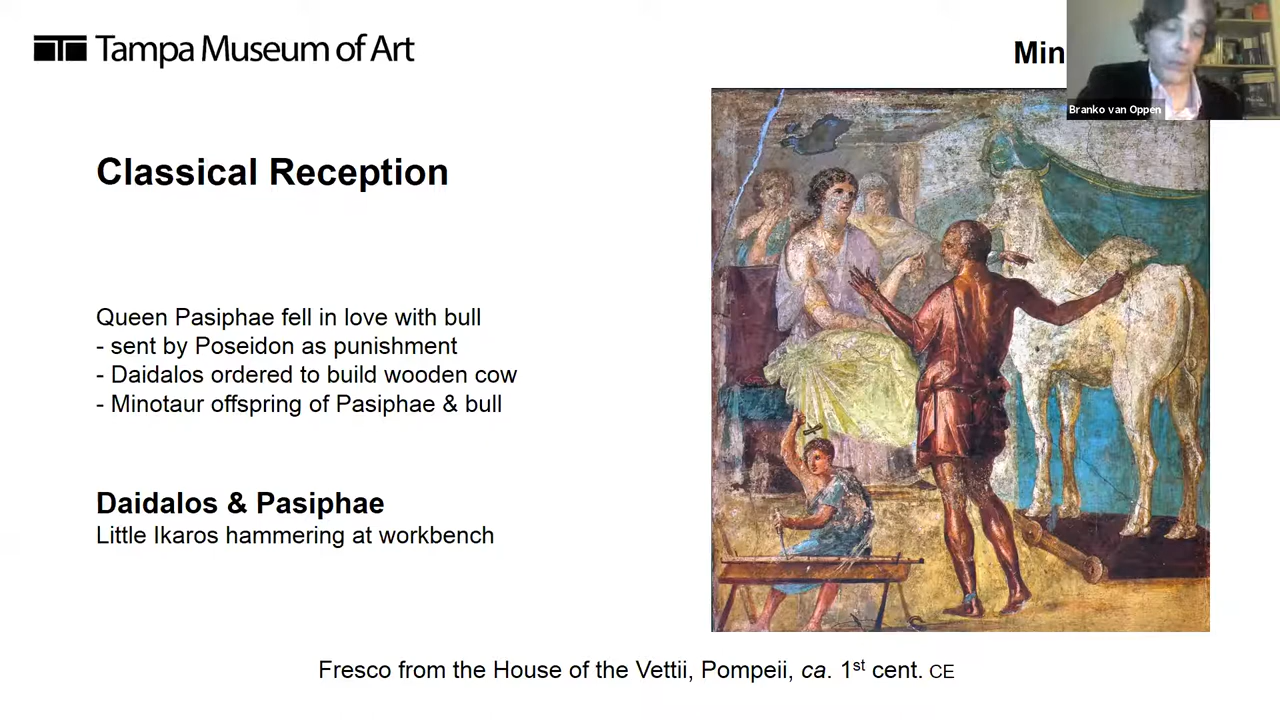 Tampa Museum of Art
Min
Branko van Oppen
Classical Reception
Queen Pasiphae fell in love with bull
- sent by Poseidon as punishment
- Daidalos ordered to build wooden cow
- Minotaur offspring of Pasiphae & bull
Daidalos & Pasiphae
Little Ikaros hammering at workbench
Fresco from the House of the Vettii, Pompeii, ca. 1st cent. CE